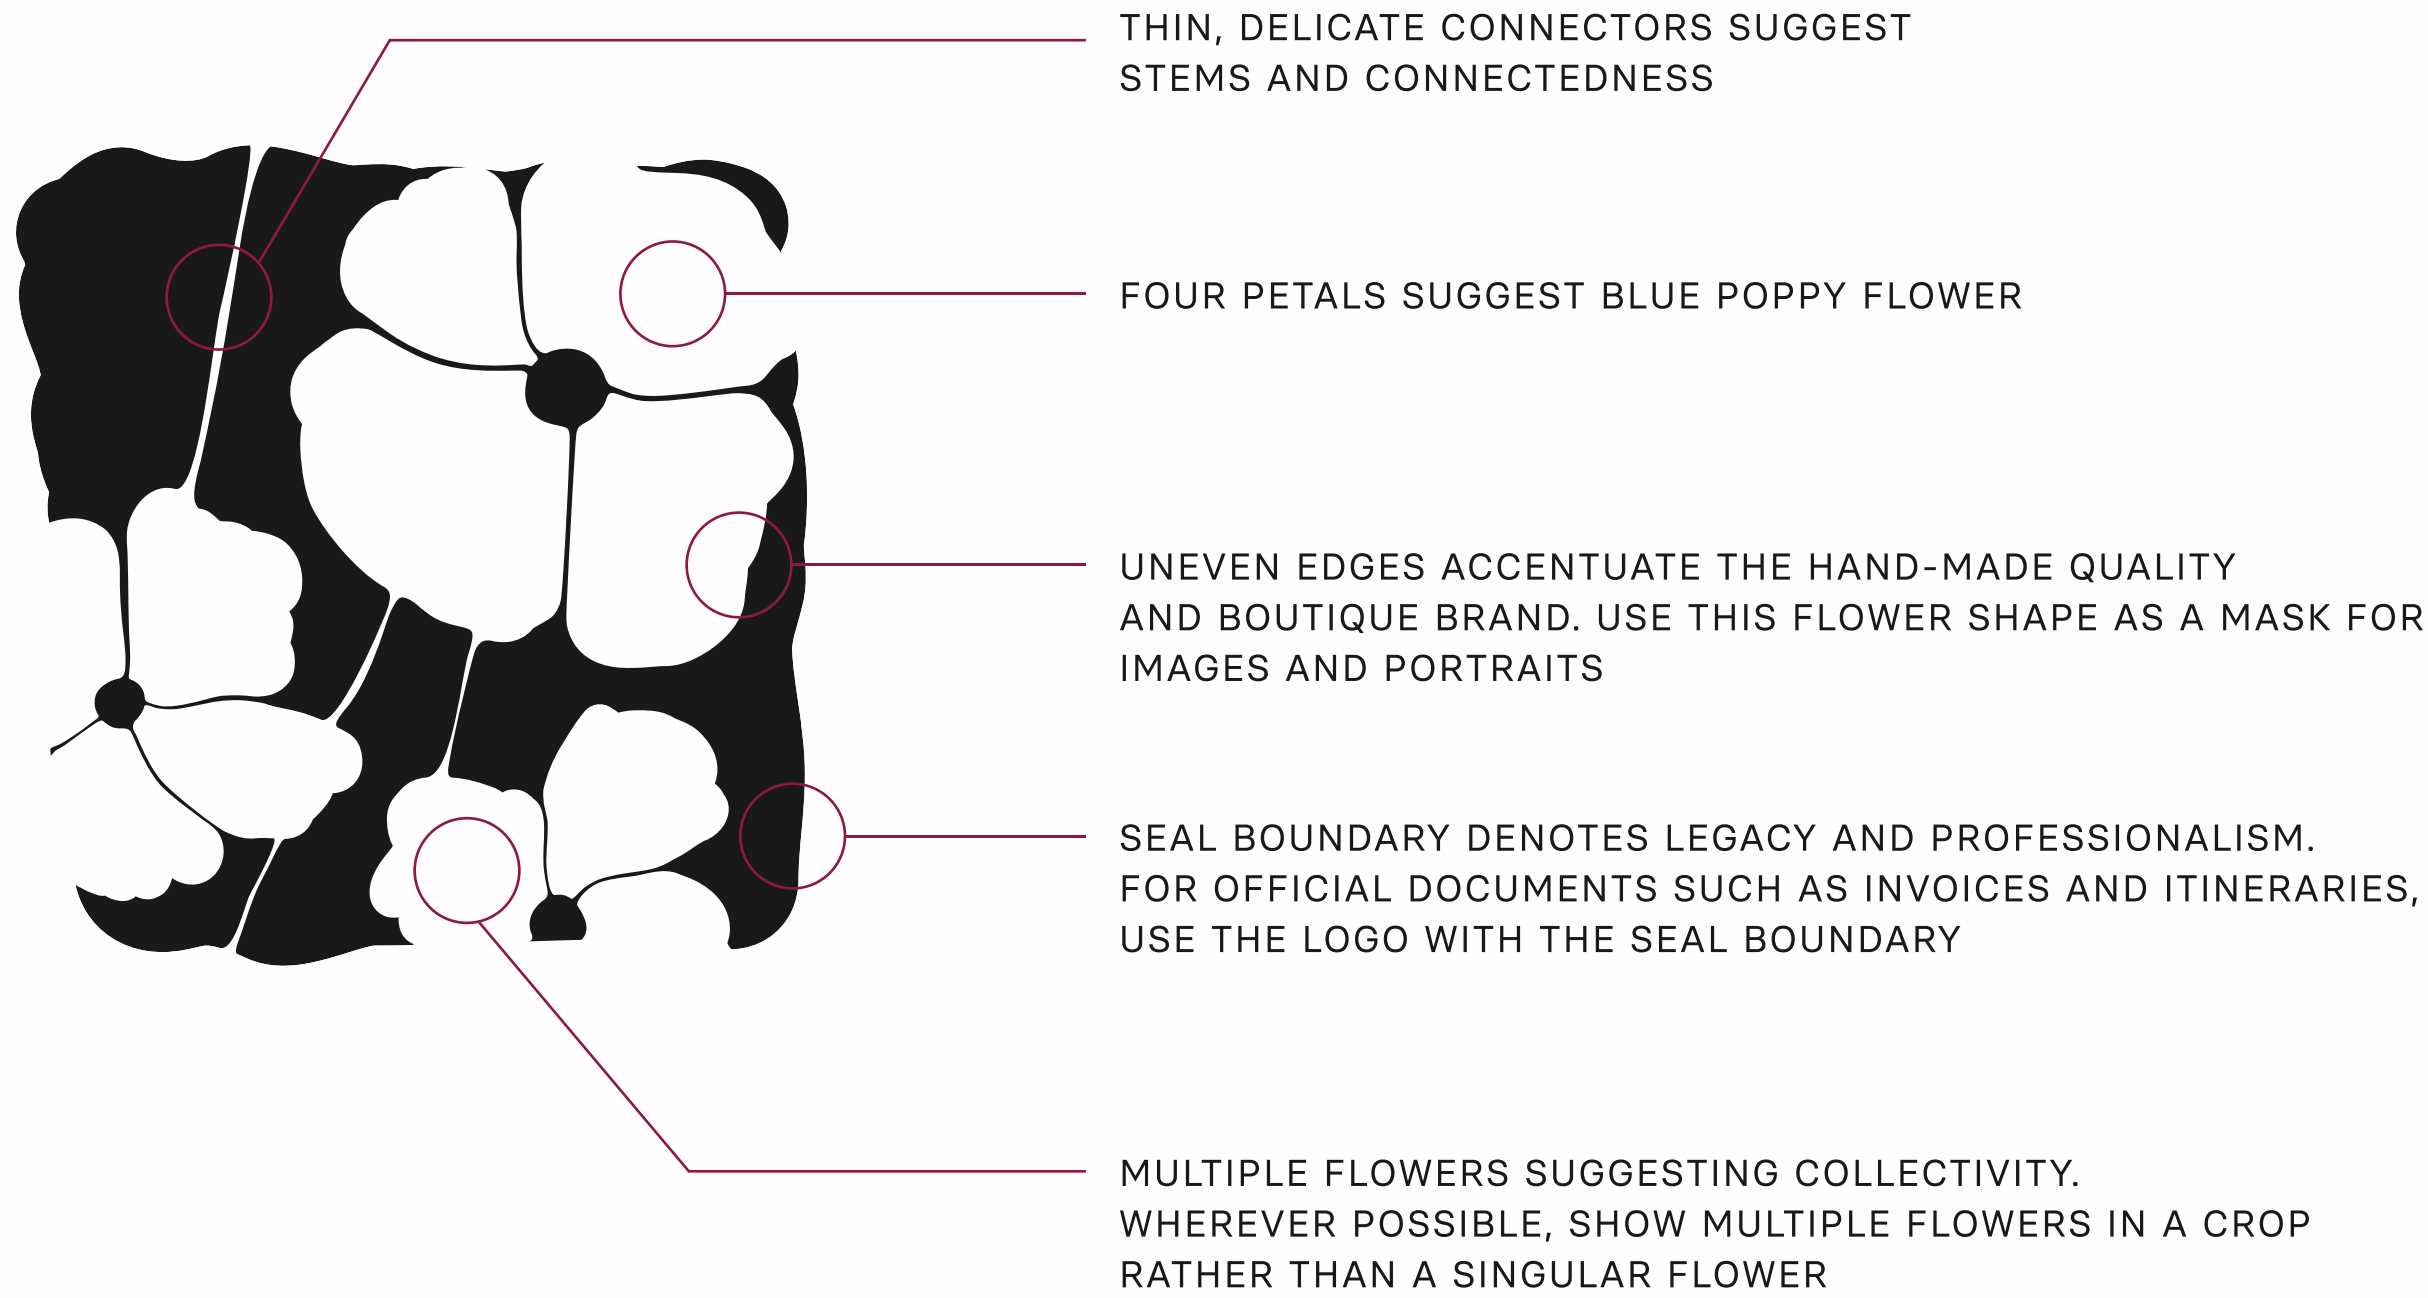 THIN, DELICATE CONNECTORS SUGGEST
STEMS AND CONNECTEDNESS
FOUR PETALS SUGGEST BLUE POPPY FLOWER
UNEVEN EDGES ACCENTUATE THE HAND-MADE QUALITY
AND BOUTIQUE BRAND. USE THIS FLOWER SHAPE AS A MASK FOR
IMAGES AND PORTRAITS
SEAL BOUNDARY DENOTES LEGACY AND PROFESSIONALISM.
FOR OFFICIAL DOCUMENTS SUCH AS INVOICES AND ITINERARIES,
USE THE LOGO WITH THE SEAL BOUNDARY
MULTIPLE FLOWERS SUGGESTING COLLECTIVITY.
WHEREVER POSSIBLE, SHOW MULTIPLE FLOWERS IN A CROP
RATHER THAN A SINGULAR FLOWER